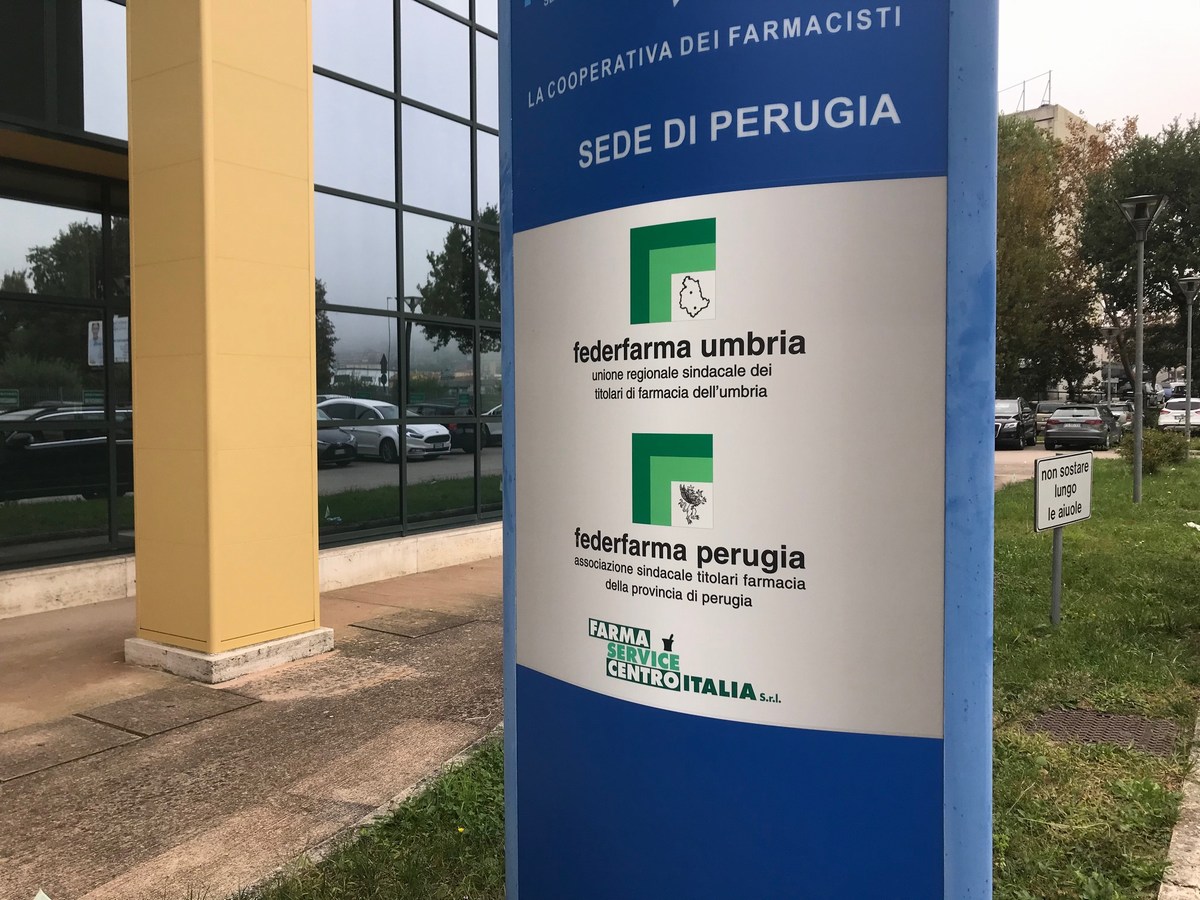 LA COOPERATIVA DEI FARMACISTI
SEDE DI PERUGIA
federfarma umbria
unione regionale sindacale dei
titolari di farmacia dell'umbria
federfarma perugia
associazione sindacale titolari farmacia
della provincia di perugia
FARMA
SERVICE
CENTRO ITALIA s.r.l.
non sostare
lungo
le aiuole